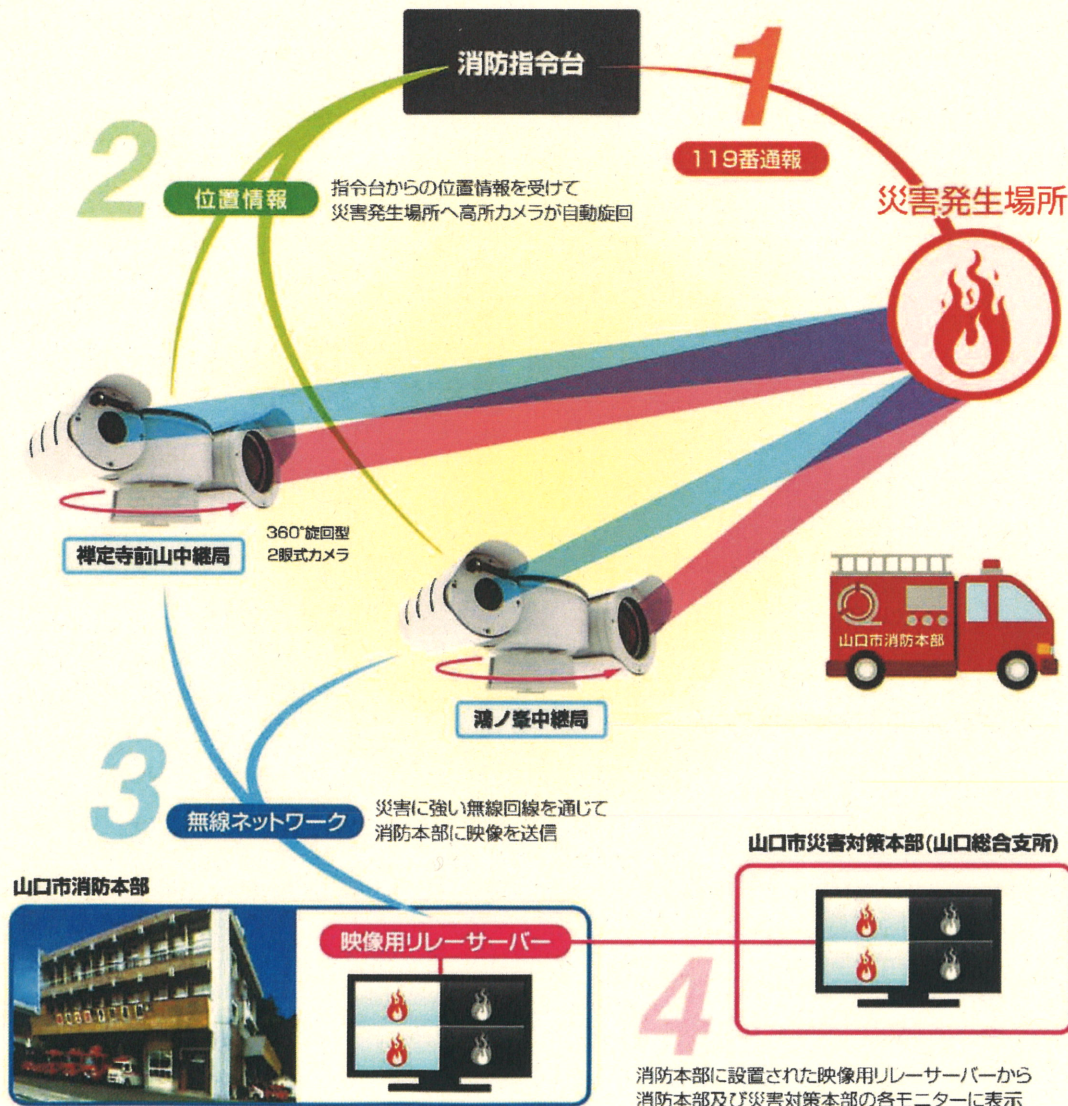 消防指令台
1
119番通報
災害発生場所
2
位置情報
指令台からの位置情報を受けて
災害発生場所へ高所カメラが自動旋回
禅定寺前山中継局
360°旋回型
2眼式カメラ
鴻ノ峯中継局
山口市消防本部
3
無線ネットワーク
災害に強い無線回線を通じて
消防本部に映像を送信
山口市災害対策本部(山口総合支所)
山口市消防本部
映像用リレーサーバー
4
消防本部に設置された映像用リレーサーバーから
消防本部及び災害対策本部の各モニターに表示